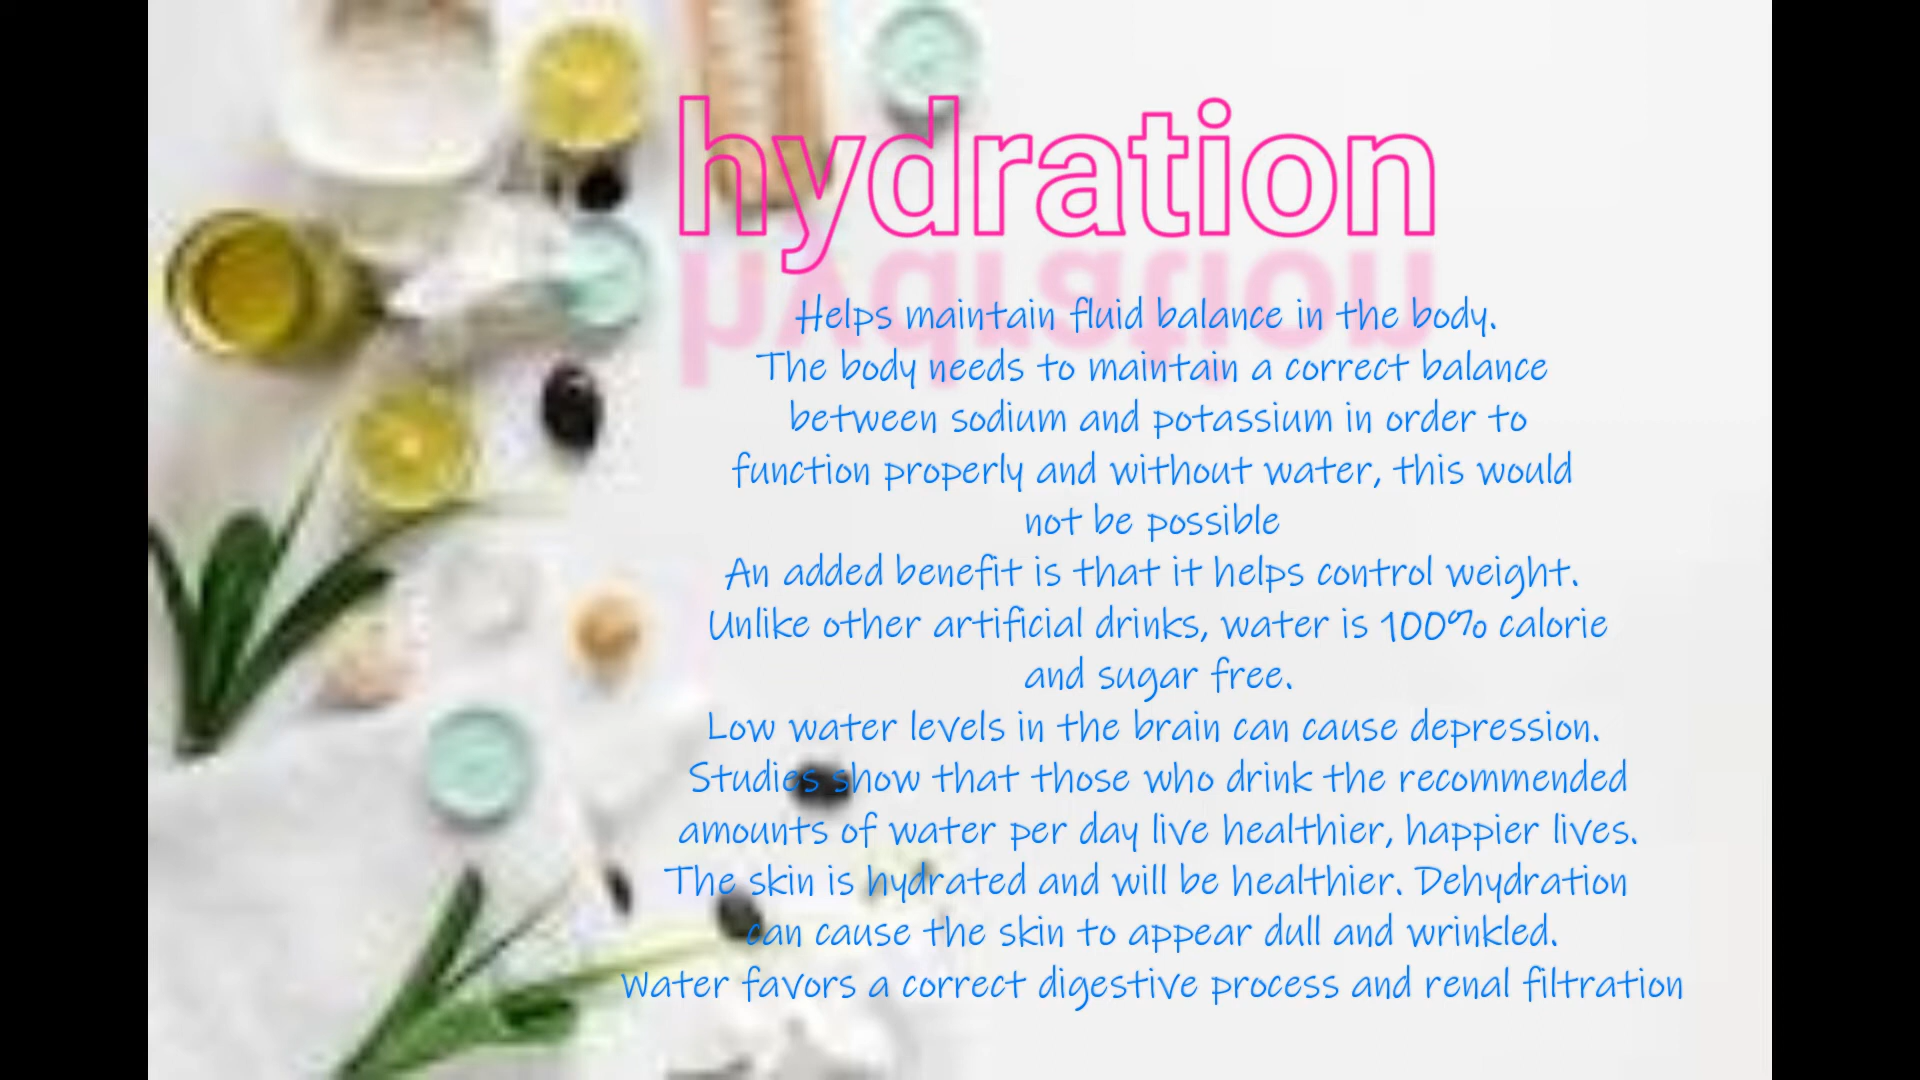 hydration
Helps maintain fluid balance in the body.
The body needs to maintain a correct balance
between sodium and potassium in order to
function properly and without water, this would
not be possible
An added benefit is that it helps control weight.
Unlike other artificial drinks, water is 100% calorie
and sugar free.
Low water levels in the brain can cause depression.
Studies show that those who drink the recommended
amounts of water per day live healthier, happier lives.
The skin is hydrated and will be healthier. Dehydration
can cause the skin to appear dull and wrinkled.
Water favors a correct digestive process and renal filtration